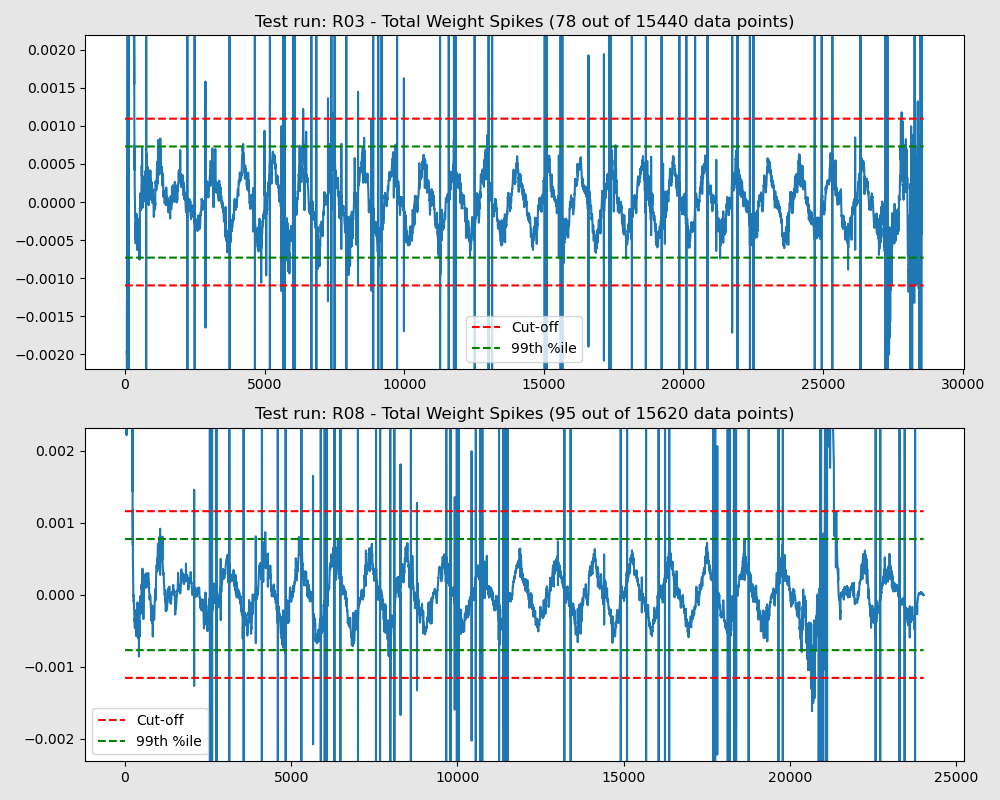 Test run: R03 - Total Weight Spikes (78 out of 15440 data points)
0.0020
0.0015
0.0010
0.0005
0.0000
−0.0005
−0.0010
−0.0015
−0.0020
Cut-off
99th %ile
0 5000 10000 15000 20000 25000 30000
Test run: R08 - Total Weight Spikes (95 out of 15620 data points)
0.002
0.001
0.000
−0.001
−0.002
Cut-off
99th %ile
0 5000 10000 15000 20000 25000